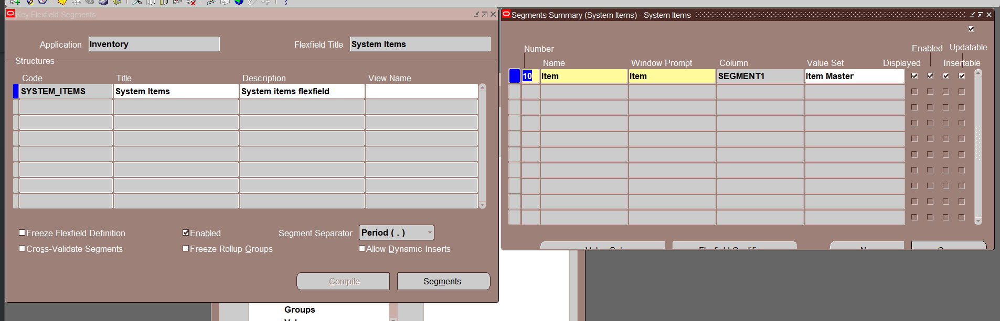 Key Flexfield Segments
Application Inventory Flexfield Title System Items
Structures
Code Title Description View Name
SYSTEM_ITEMS System Items System items flexfield
Freeze Flexfield Definition Enabled Segment Separator Period ( . )
Cross-Validate Segments Freeze Rollup Groups Allow Dynamic Inserts
Compile Segments
Groups
Segments Summary (System Items) - System Items
Number Enabled Updatable
Name Window Prompt Column Value Set Displayed Insertable
10 Item Item SEGMENT1 Item Master